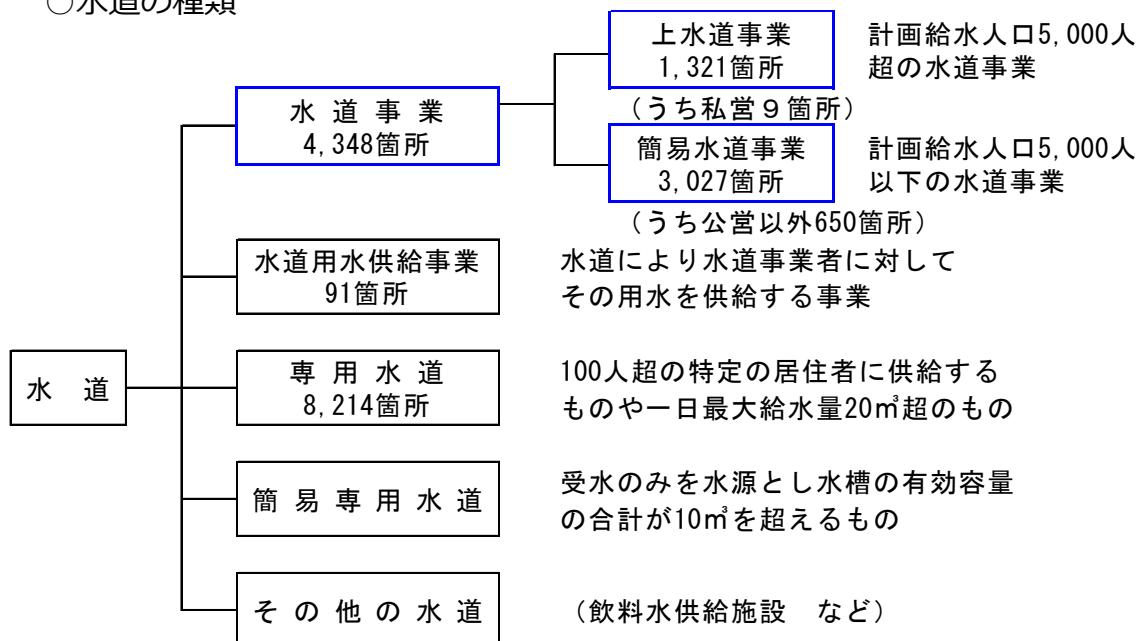 ○水道の種類
上水道事業
1,321箇所
計画給水人口5,000人
超の水道事業
(うち私営9箇所)
水道事業
4,348箇所
簡易水道事業
3,027箇所
計画給水人口5,000人
以下の水道事業
(うち公営以外650箇所)
水道用水供給事業
91箇所
水道により水道事業者に対して
その用水を供給する事業
水 道
専用水道
8,214箇所
100人超の特定の居住者に供給する
ものや一日最大給水量20㎥超のもの
簡易専用水道
受水のみを水源とし水槽の有効容量
の合計が10㎥を超えるもの
その他の水道
(飲料水供給施設 など)